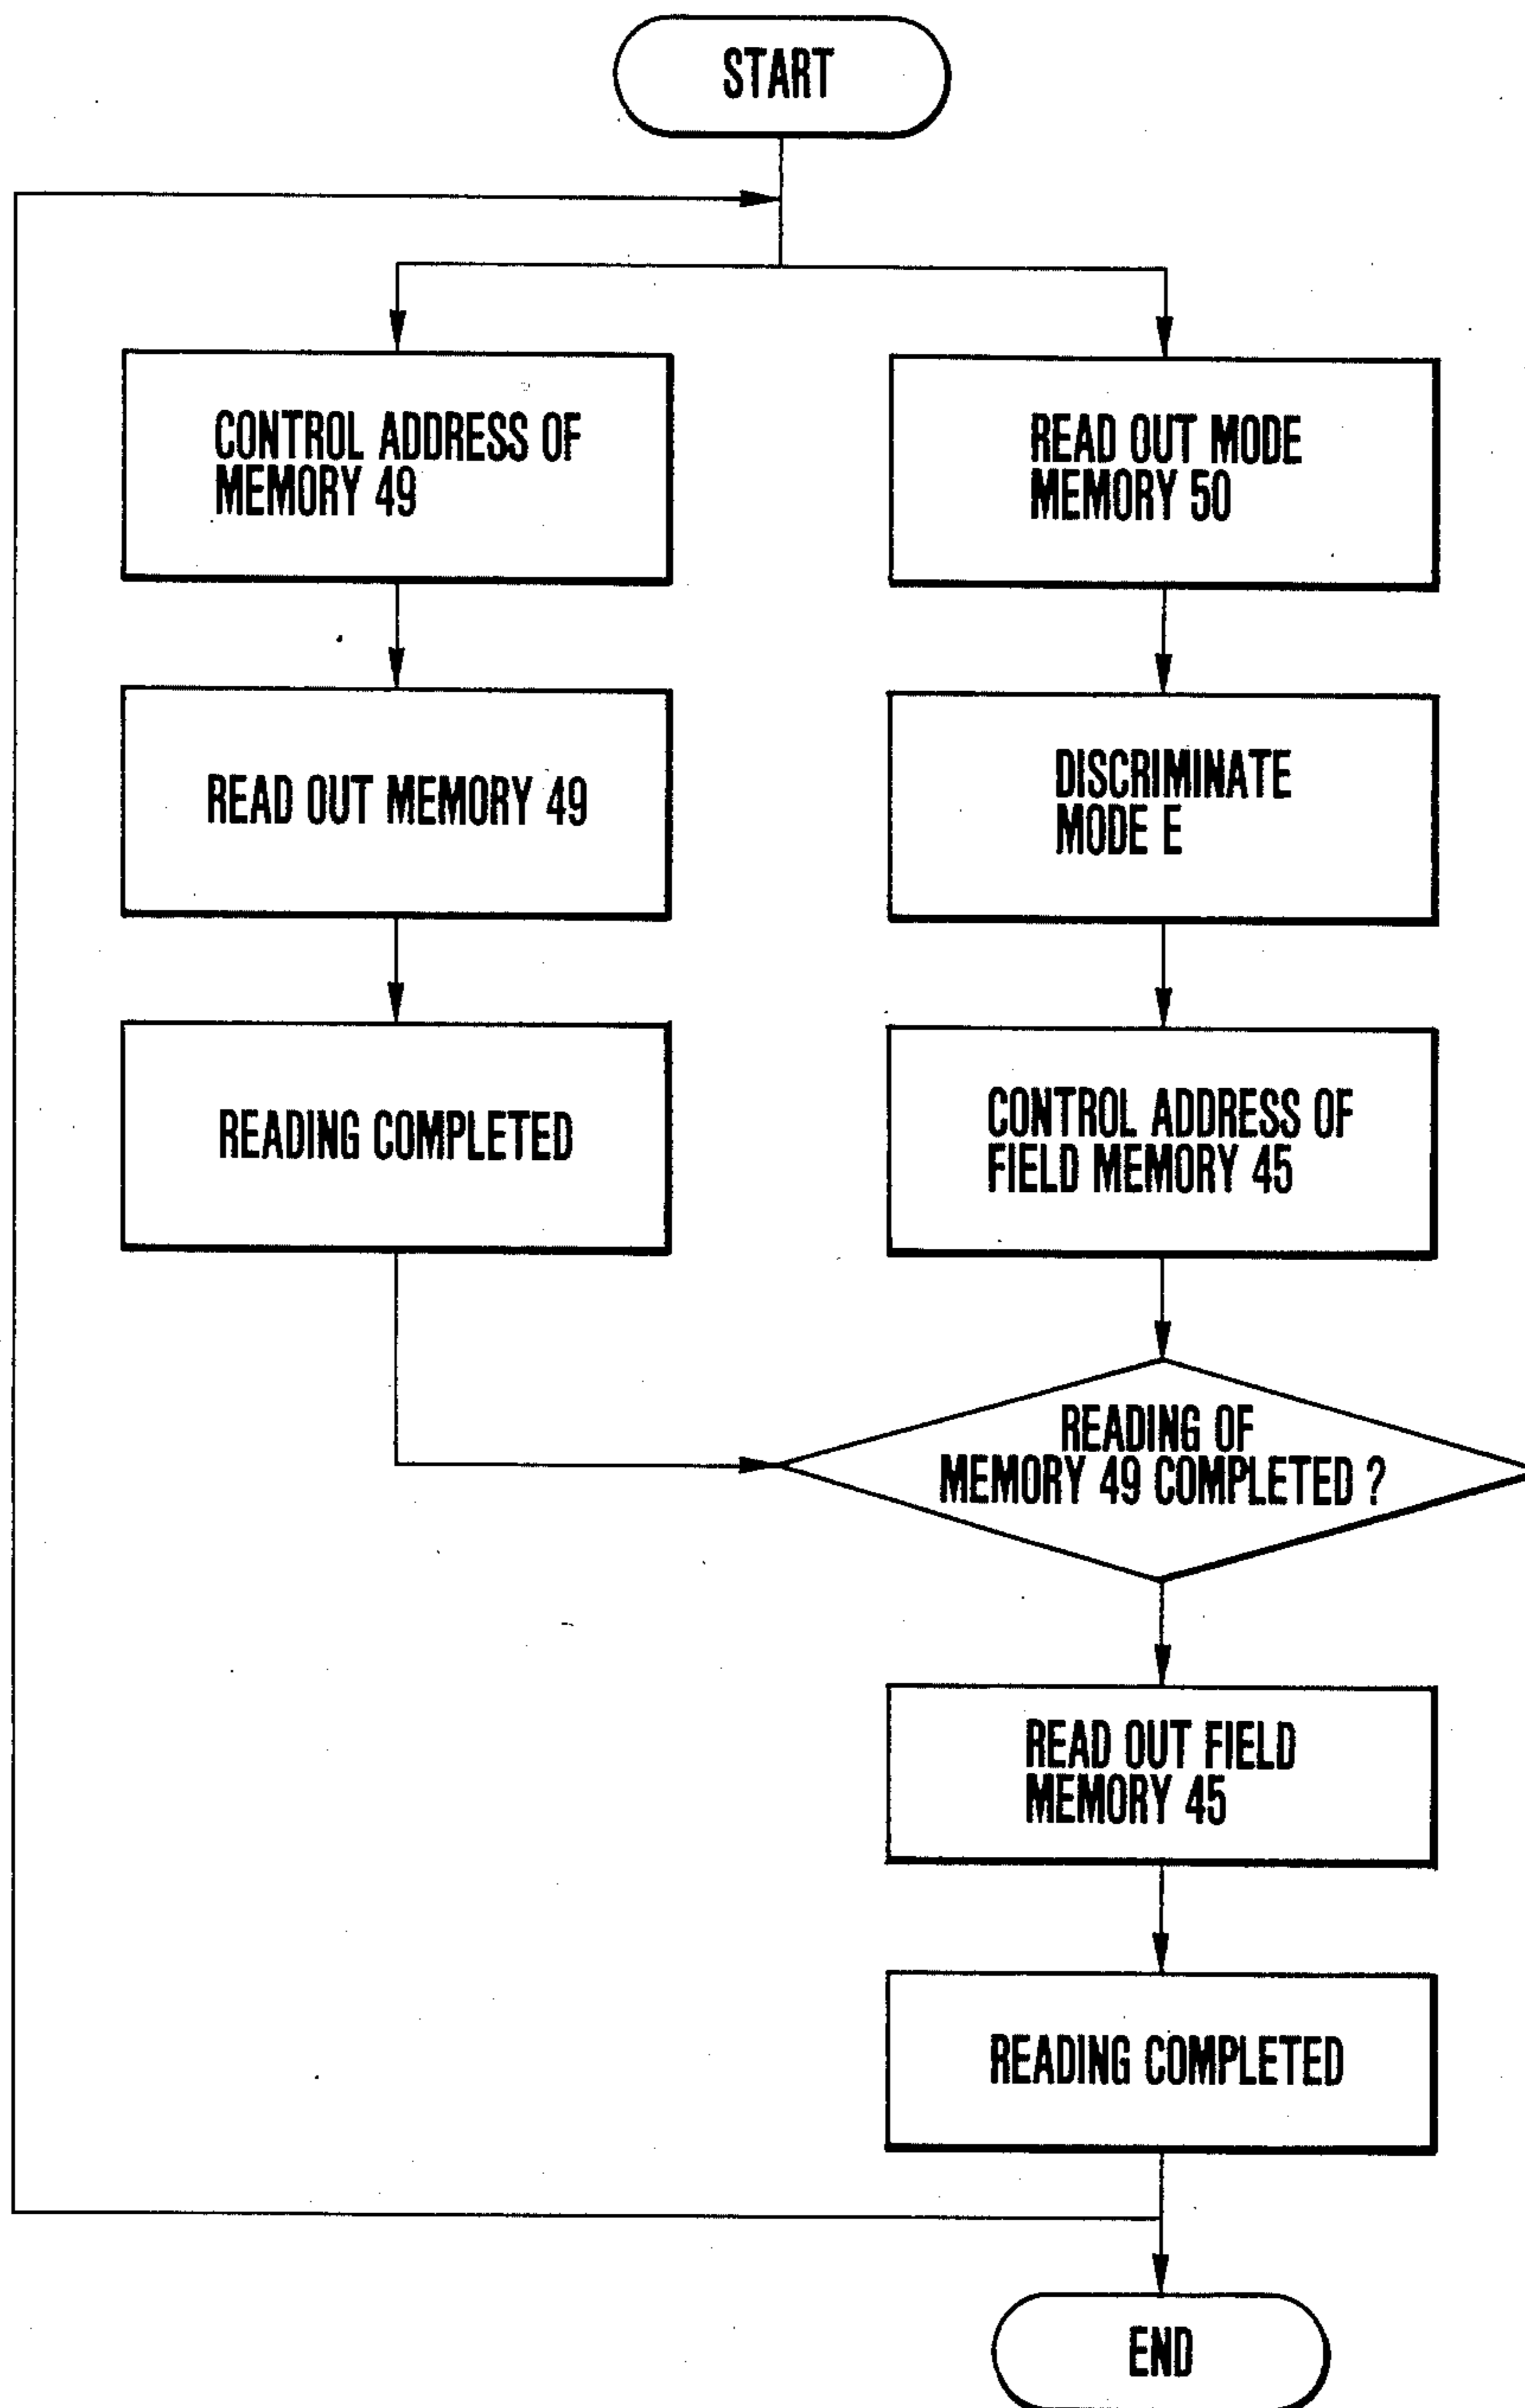 START
CONTROL ADDRESS OF
MEMORY 49
READ OUT MEMORY 49
READING COMPLETED
READ OUT MODE
MEMORY 50
DISCRIMINATE
MODE E
CONTROL ADDRESS OF
FIELD MEMORY 45
READING OF
MEMORY 49 COMPLETED ?
READ OUT FIELD
MEMORY 45
READING COMPLETED
END